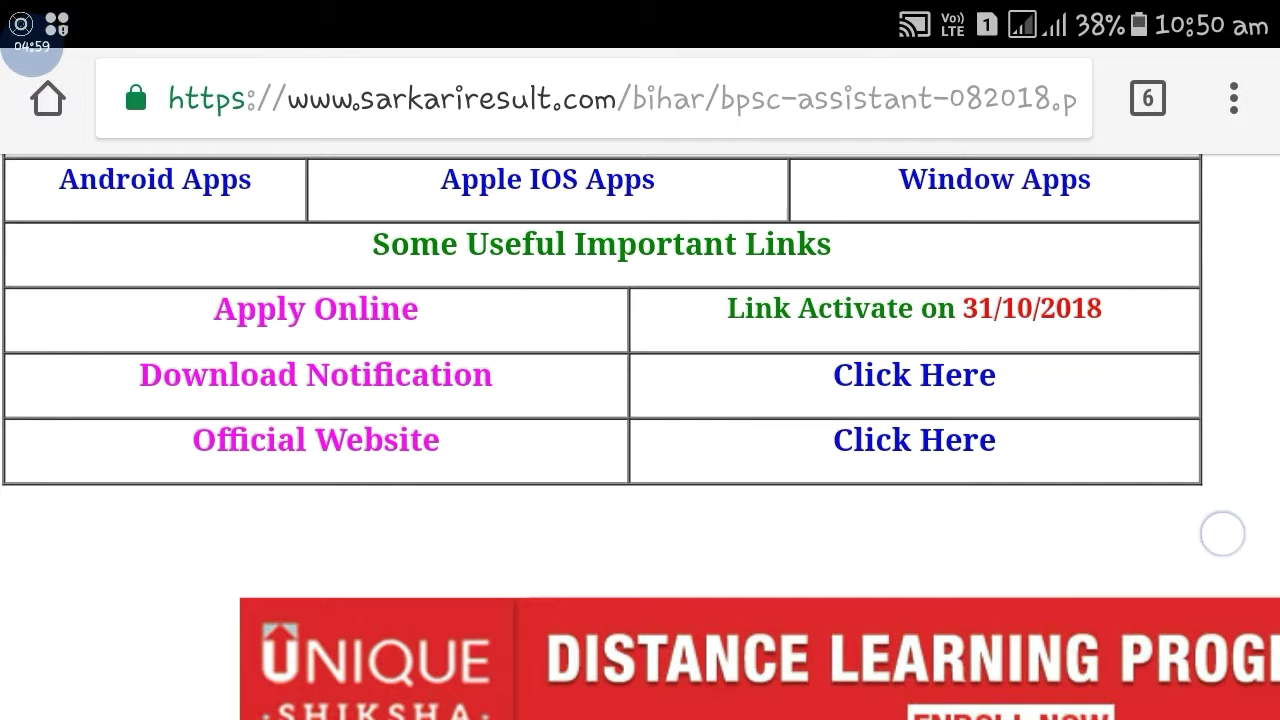 04:59
Vo))
LTE
1
38%
10:50 am
https://www.sarkariresult.com/bihar/bpsc-assistant-082018.p
6
Android Apps
Apple IOS Apps
Window Apps
Some Useful Important Links
Apply Online
Link Activate on 31/10/2018
Download Notification
Click Here
Official Website
Click Here
UNIQUE
·SHIKSHA·
DISTANCE LEARNING PROG
ENROLL NOW